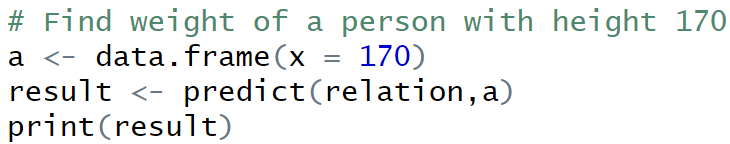 # Find weight of a person with height 170
a <- data.frame(x = 170)
result <- predict(relation,a)
print(result)